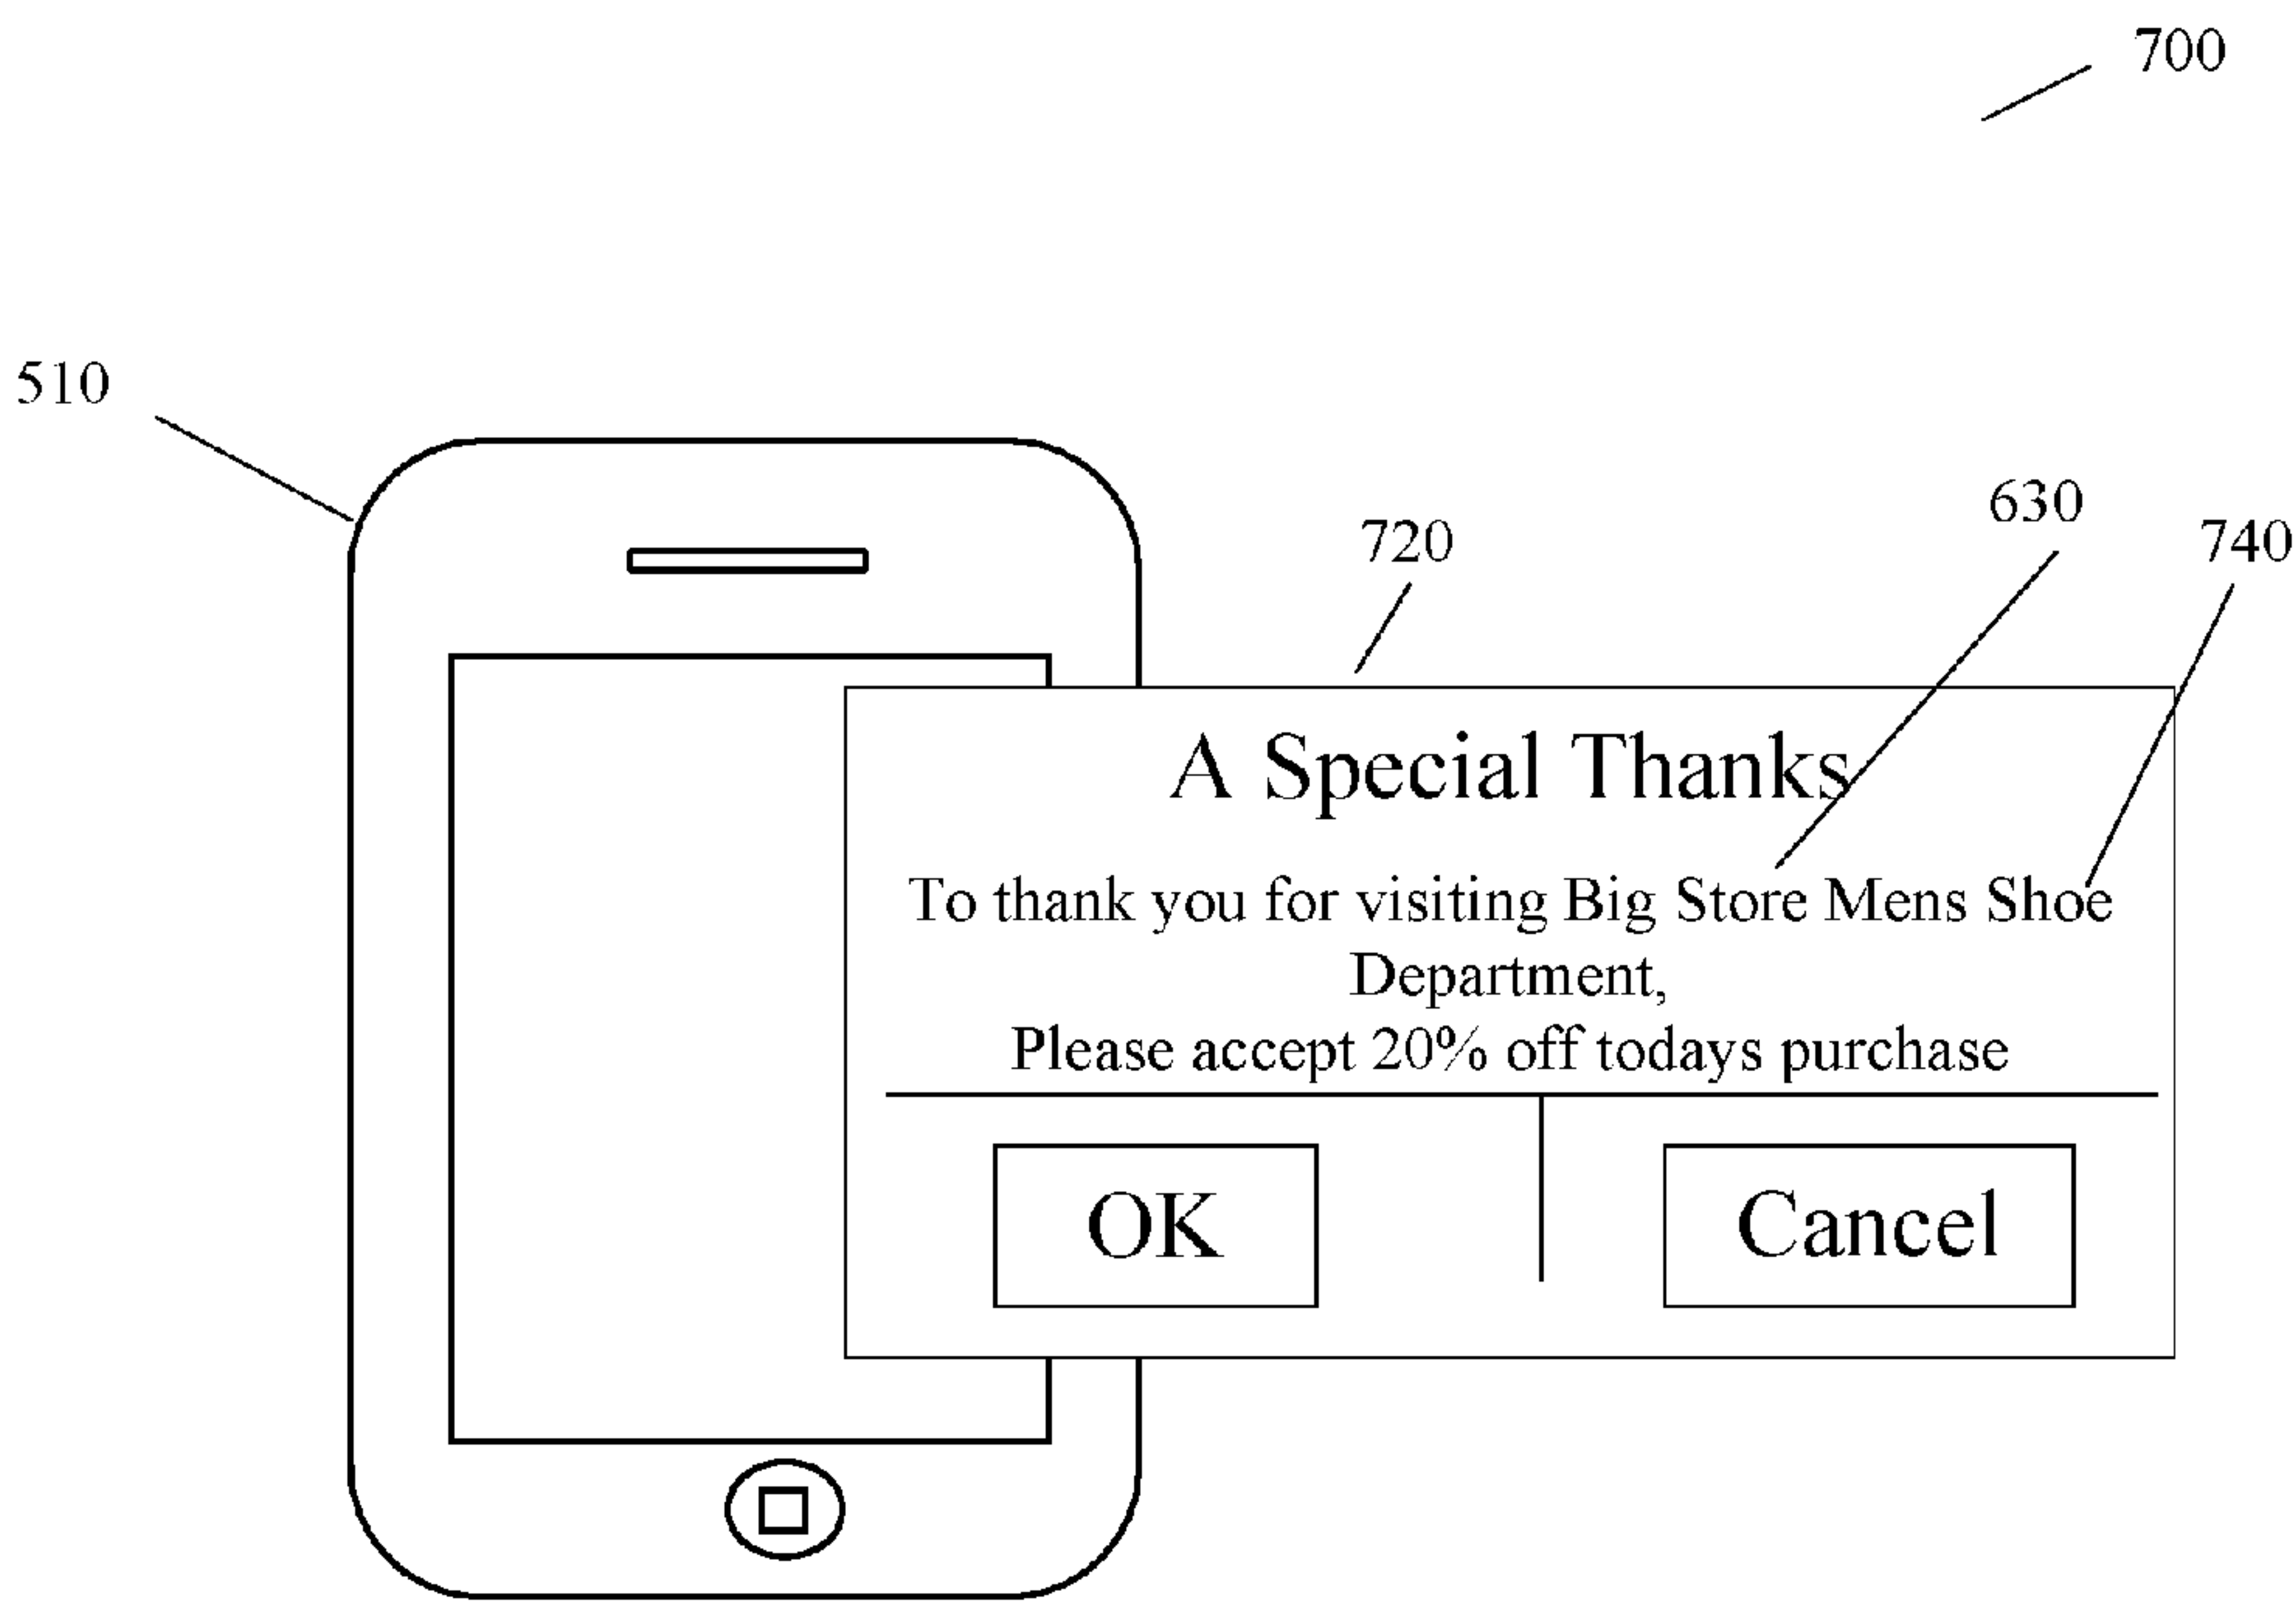 700
510
630
720
740
A Special Thanks
To thank you for visiting Big Store Mens Shoe
Department,
Please accept 20% off todays purchase
OK
Cancel